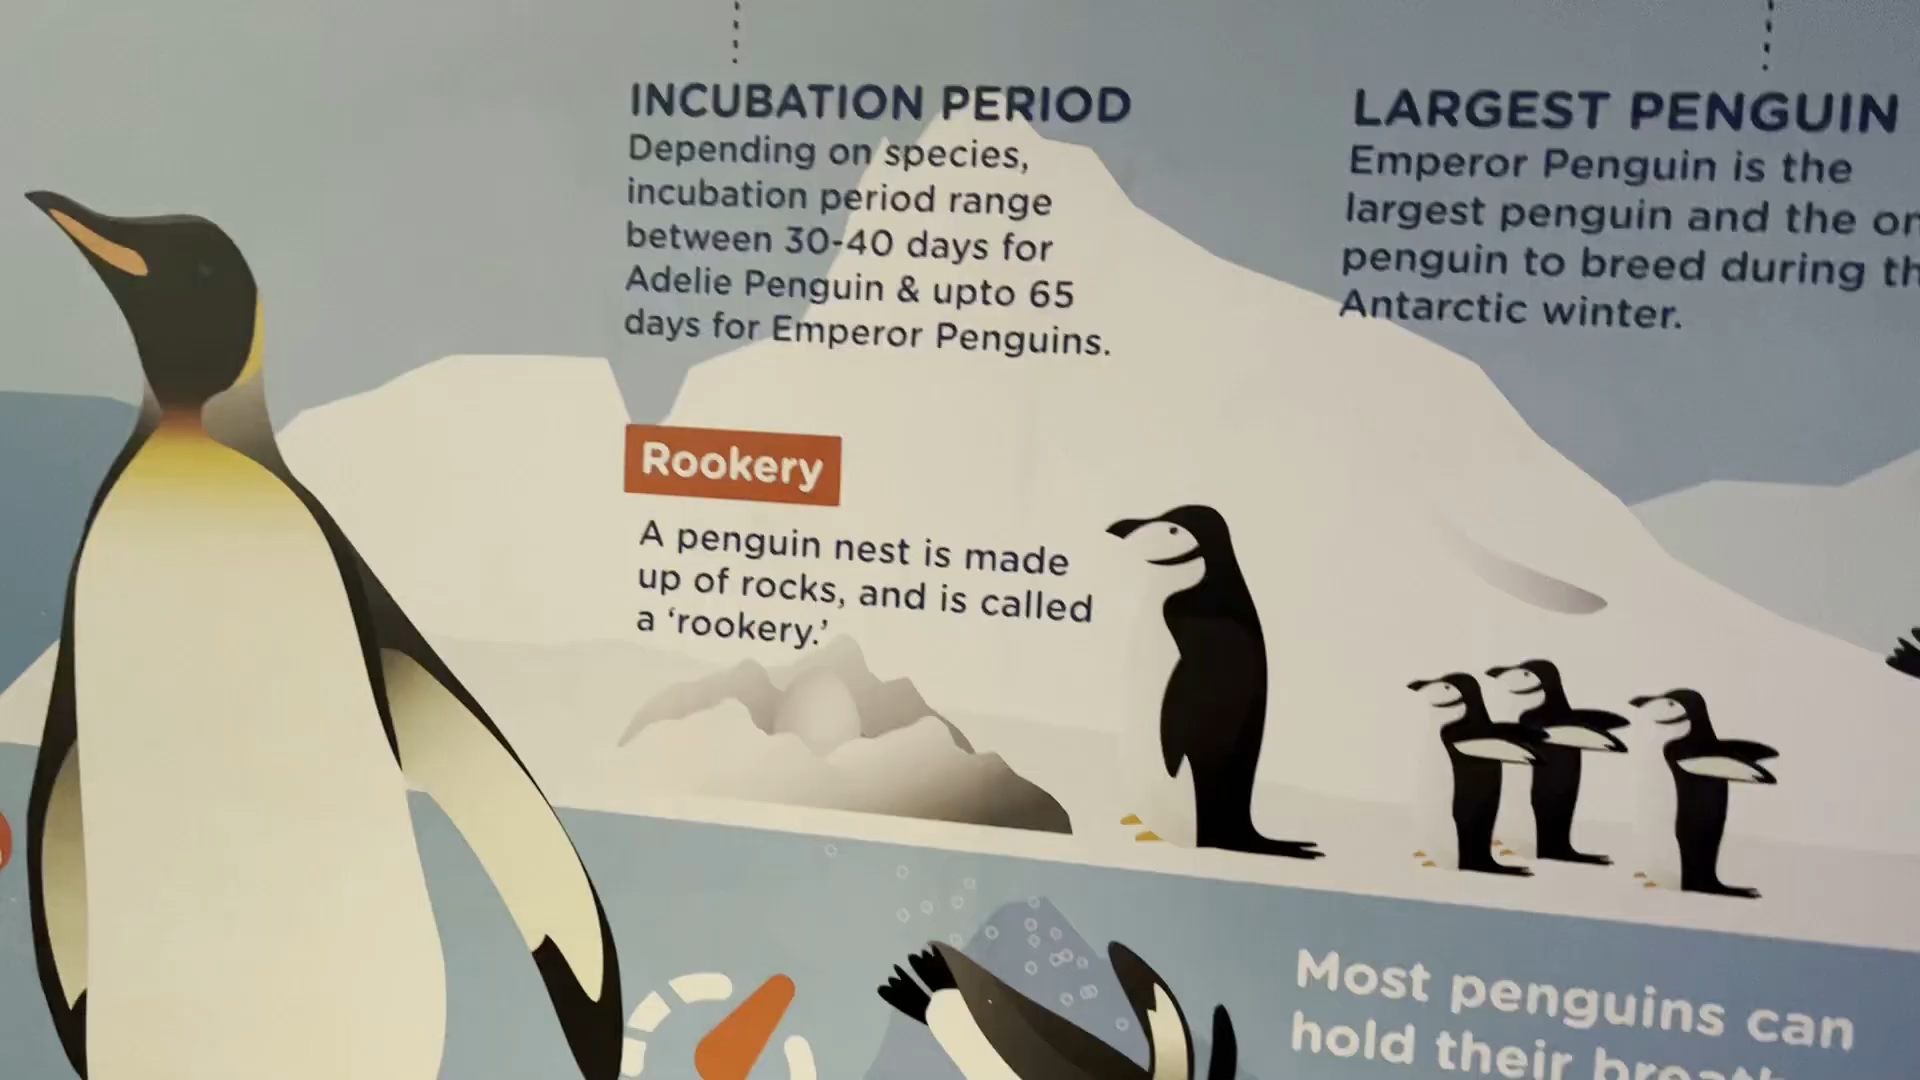 INCUBATION PERIOD
Depending on species,
incubation period range
between 30-40 days for
Adelie Penguin & upto 65
days for Emperor Penguins.
LARGEST PENGUIN
Emperor Penguin is the
largest penguin and the
penguin to breed during
Antarctic winter.
Rookery
A penguin nest is made
up of rocks, and is called
a ‘rookery.’
Most penguins can
hold their